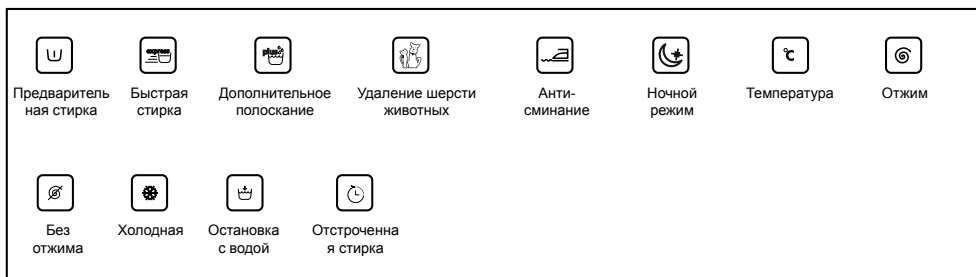 express
plus+
°C
Предваритель
ная стирка
Быстрая
стирка
Дополнительное
полоскание
Удаление шерсти
животных
Анти-
сминание
Ночной
режим
Температура
Отжим
Без
отжима
Холодная
Остановка
с водой
Отстроченна
я стирка